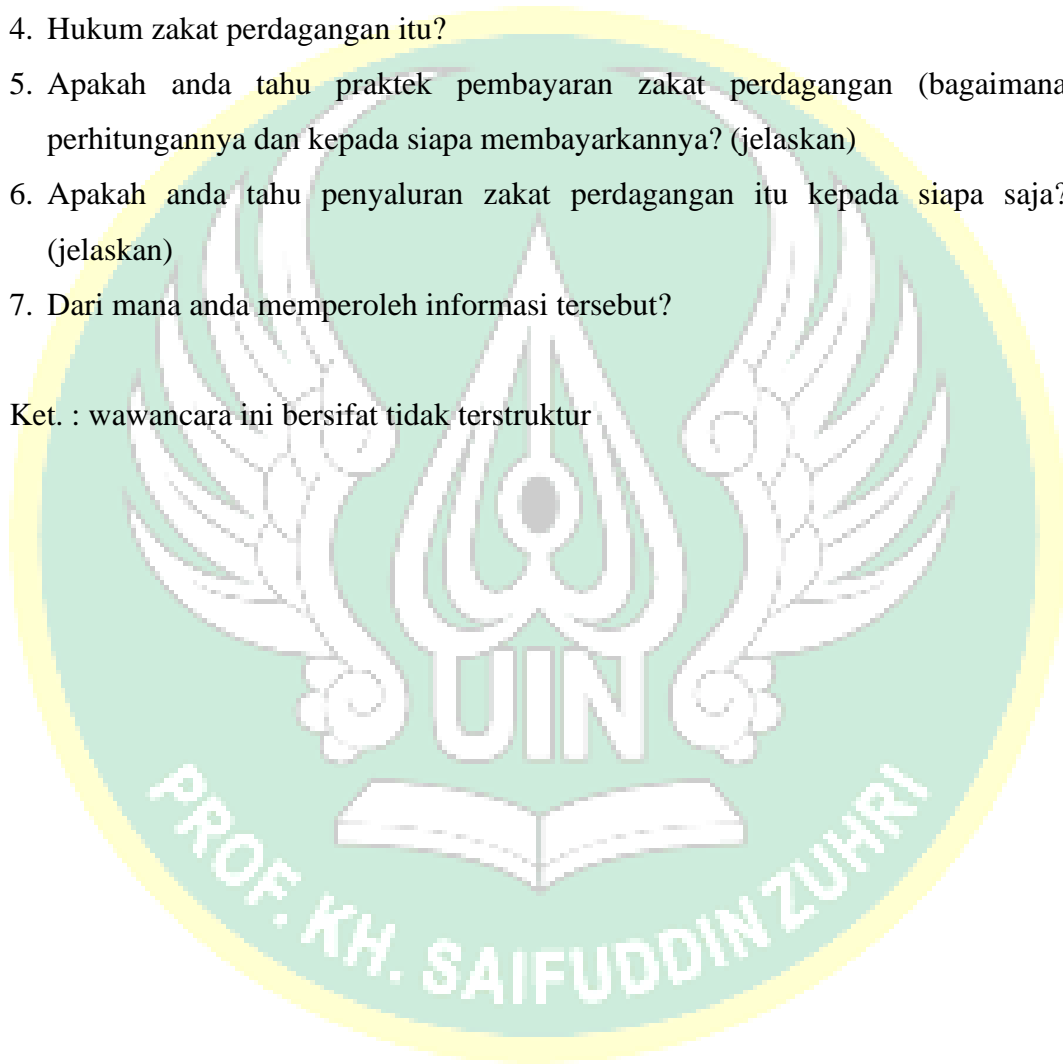 4. Hukum zakat perdagangan itu?
5. Apakah anda tahu praktek pembayaran zakat perdagangan (bagaimana
perhitungannya dan kepada siapa membayarkannya? (jelaskan)
6. Apakah anda tahu penyaluran zakat perdagangan itu kepada siapa saja?
(jelaskan)
7. Dari mana anda memperoleh informasi tersebut?
Ket. : wawancara ini bersifat tidak terstruktur
UIN
PROF. KH. SAIFUDDIN ZUHRI